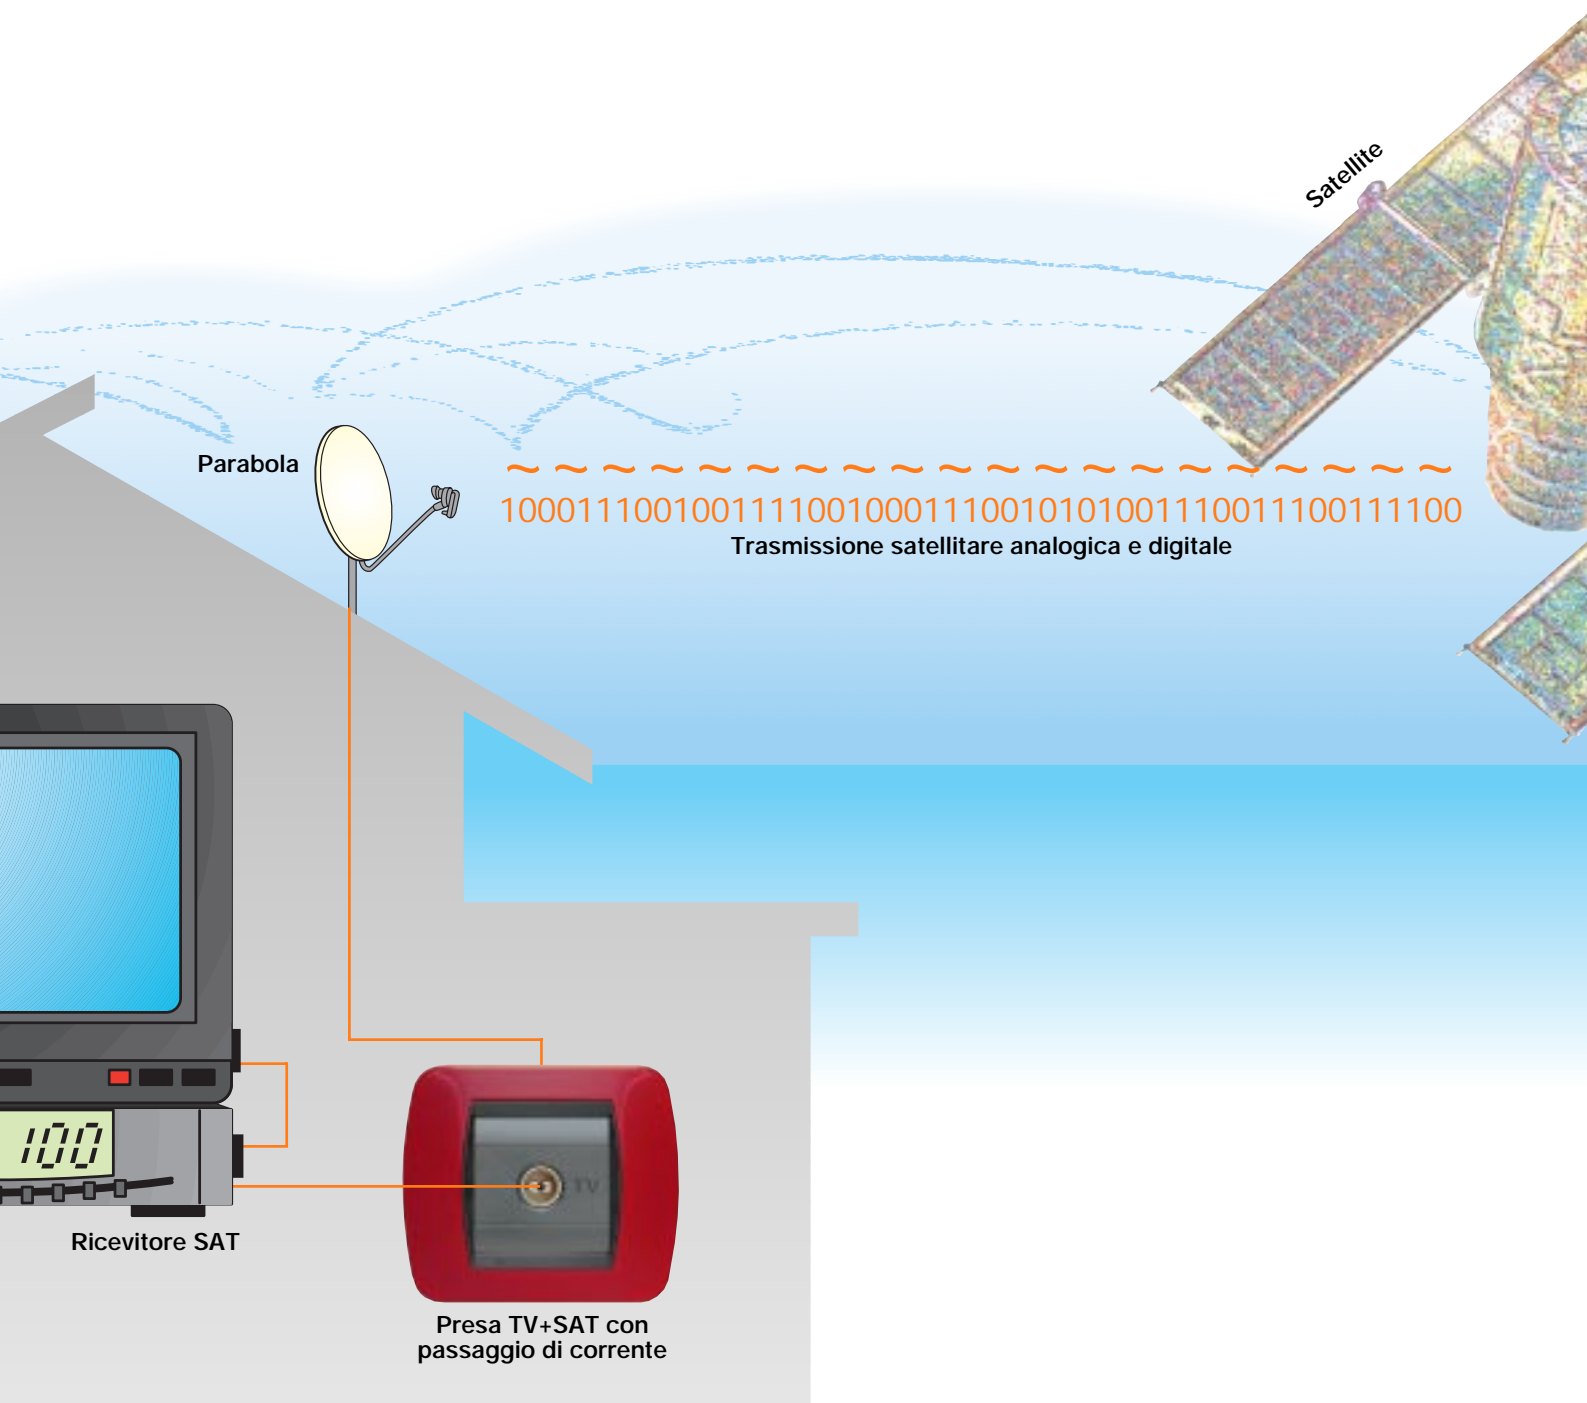 Satellite
Parabola
~ ~ ~ ~ ~ ~ ~ ~ ~ ~ ~ ~ ~ ~ ~ ~ ~ ~ ~ ~
1000111001001111001000111001010100111001110011100
Trasmissione satellitare analogica e digitale
100
TV
Ricevitore SAT
Presa TV+SAT con
passaggio di corrente